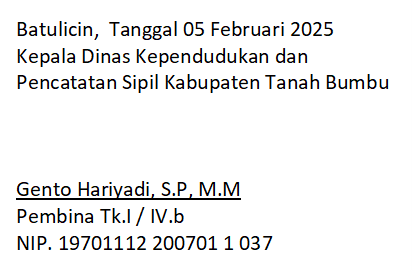 Batulicin,  Tanggal 05 Februari 2025
Kepala Dinas Kependudukan dan
Pencatatan Sipil Kabupaten Tanah Bumbu
Gento Hariyadi, S.P, M.M
Pembina Tk.I / IV.b
NIP. 19701112 200701 1 037